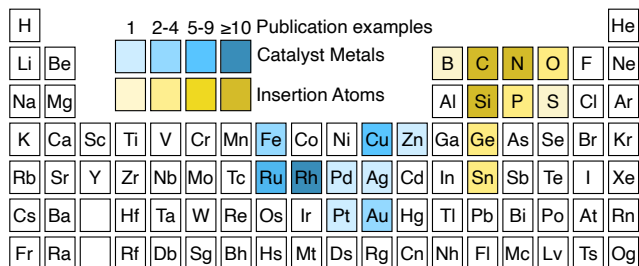 1 2-4 5-9 ≥10 Publication examples
Catalyst Metals
Insertion Atoms
H He
Li Be B C N O F Ne
Na Mg Al Si P S Cl Ar
K Ca Sc Ti V Cr Mn Fe Co Ni Cu Zn Ga Ge As Se Br Kr
Rb Sr Y Zr Nb Mo Tc Ru Rh Pd Ag Cd In Sn Sb Te I Xe
Cs Ba Hf Ta W Re Os Ir Pt Au Hg Tl Pb Bi Po At Rn
Fr Ra Rf Db Sg Bh Hs Mt Ds Rg Cn Nh Fl Mc Lv Ts Og